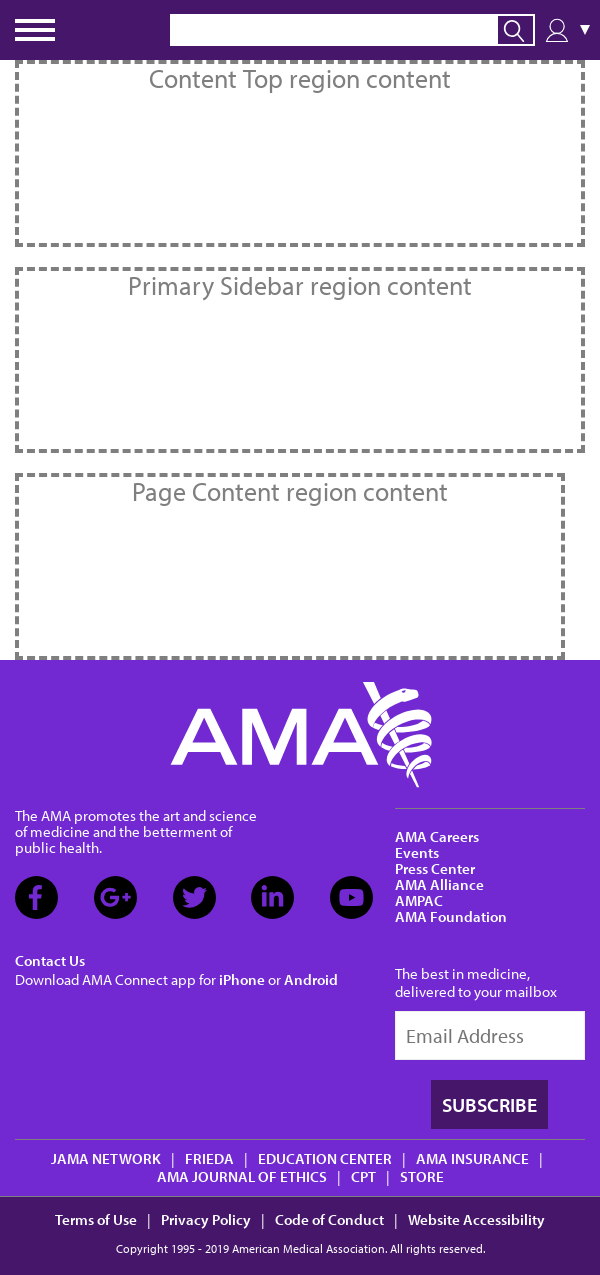 ▼
Content Top region content
Primary Sidebar region content
Page Content region content
AMA
The AMA promotes the art and science
of medicine and the betterment of
public health.
f G+ in
Contact Us
Download AMA Connect app for iPhone or Android
AMA Careers
Events
Press Center
AMA Alliance
AMPAC
AMA Foundation
The best in medicine,
delivered to your mailbox
Email Address
SUBSCRIBE
JAMA NETWORK | FRIEDA | EDUCATION CENTER | AMA INSURANCE |
AMA JOURNAL OF ETHICS | CPT | STORE
Terms of Use | Privacy Policy | Code of Conduct | Website Accessibility
Copyright 1995 - 2019 American Medical Association. All rights reserved.